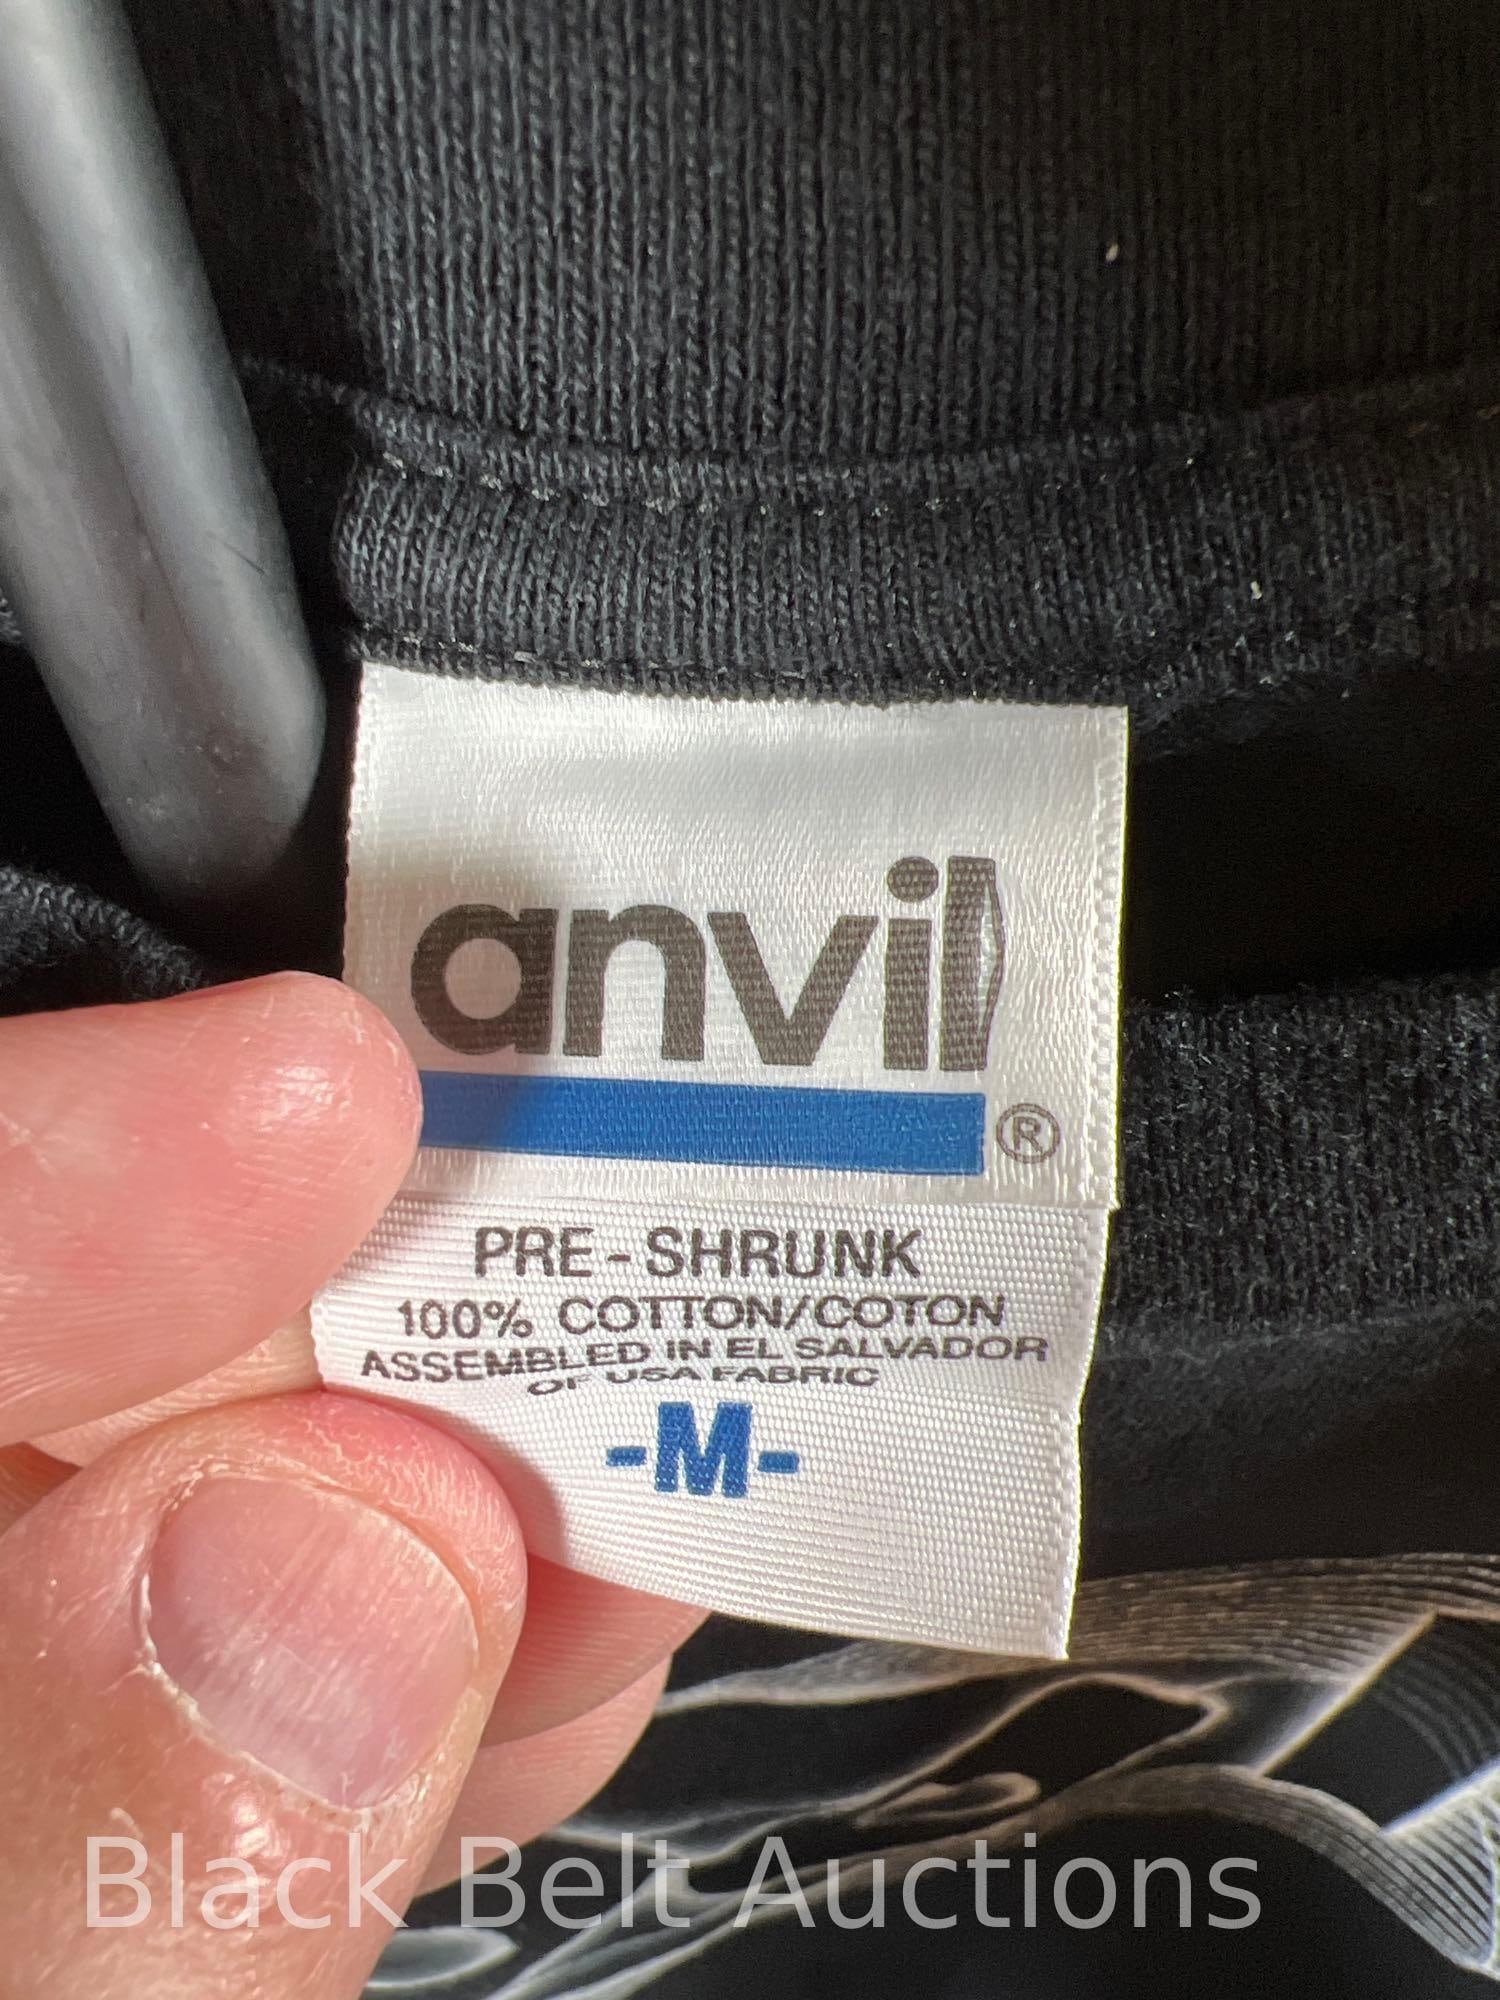 anvil
®
PRE-SHRUNK
100% COTTON/COTON
ASSEMBLED IN EL SALVADOR
OF USA FABRIC
-M-
Black Belt Auctions